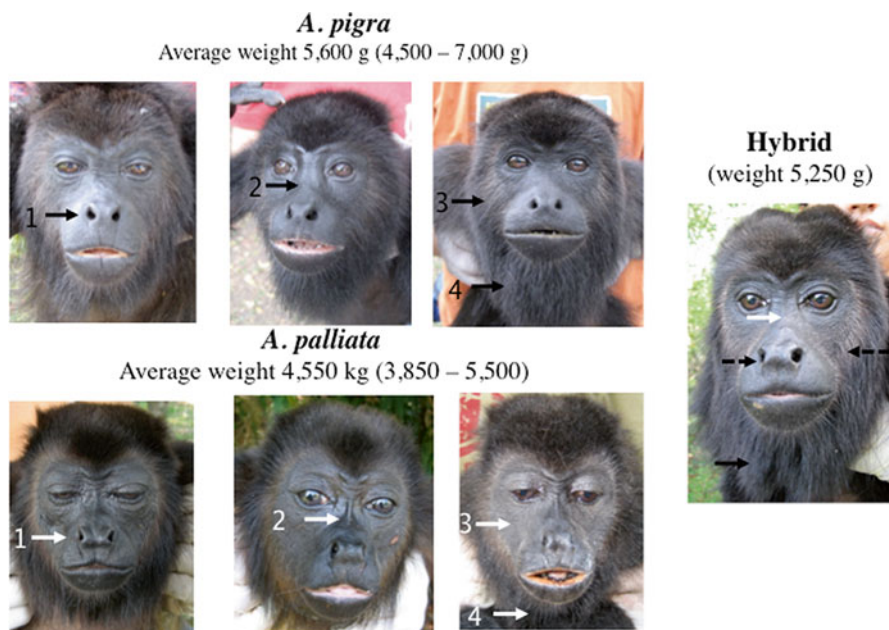 A. pigra
Average weight 5,600 g (4,500 – 7,000 g)
1
2
3
4
Hybrid
(weight 5,250 g)
A. palliata
Average weight 4,550 kg (3,850 – 5,500)
1
2
3
4